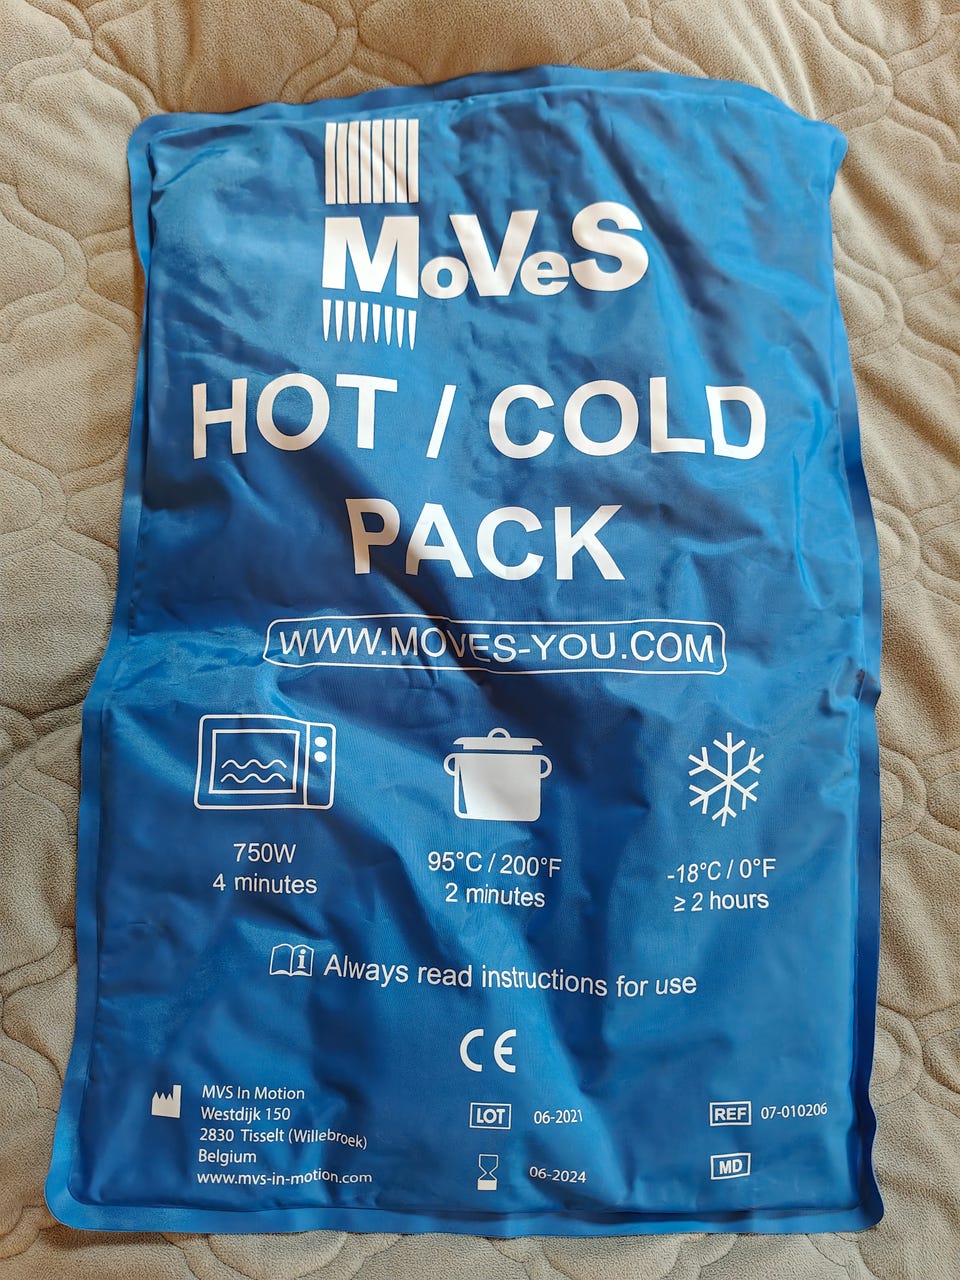 MoVeS
HOT / COLD
PACK
WWW.MOVES-YOU.COM
750W
4 minutes
95°C / 200°F
2 minutes
-18°C / 0°F
≥ 2 hours
Always read instructions for use
CE
MVS In Motion
Westdijk 150
2830 Tisselt (Willebroek)
Belgium
www.mvs-in-motion.com
LOT 06-2021
06-2024
REF 07-010206
MD